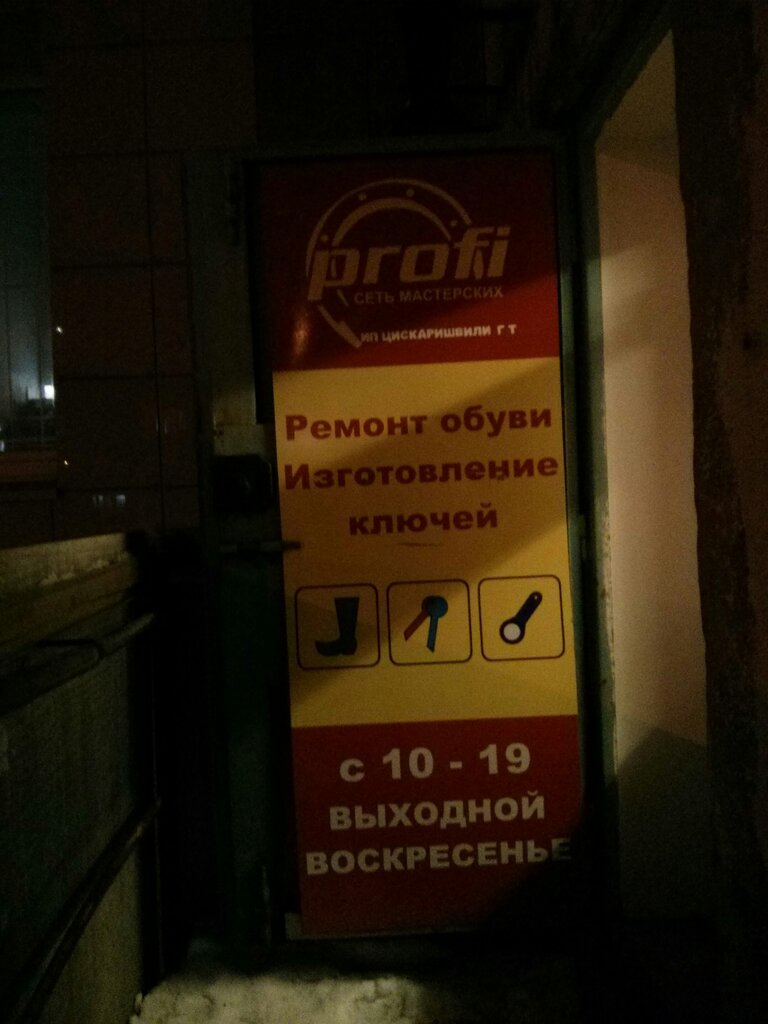 profi
СЕТЬ МАСТЕРСКИХ
ИП ЦИСКАРИШВИЛИ Г Т
Ремонт обуви
Изготовление
ключей
с 10 - 19
ВЫХОДНОЙ
ВОСКРЕСЕНЬЕ